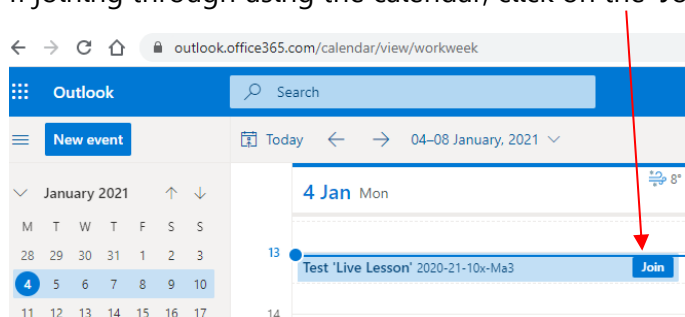 If joining through using the calendar, click on the 'Jo
outlook.office365.com/calendar/view/workweek
Outlook
Search
New event
Today
04–08 January, 2021
January 2021
4 Jan Mon
8°
M T W T F S S
28 29 30 31 1 2 3
13
Test 'Live Lesson' 2020-21-10x-Ma3
Join
4 5 6 7 8 9 10
11 12 13 14 15 16 17
14